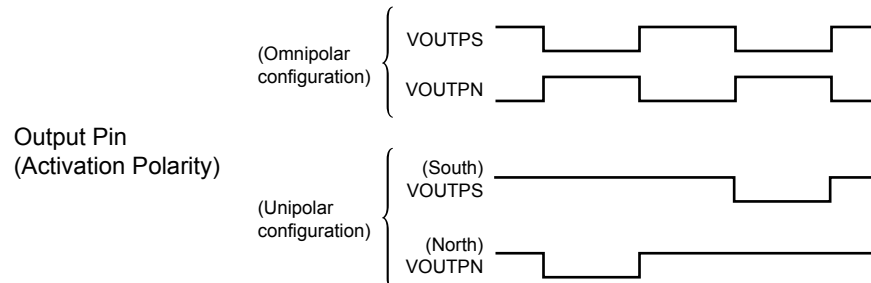 Output Pin
(Activation Polarity)
(Omnipolar
configuration)
VOUTPS
VOUTPN
(Unipolar
configuration)
(South)
VOUTPS
(North)
VOUTPN